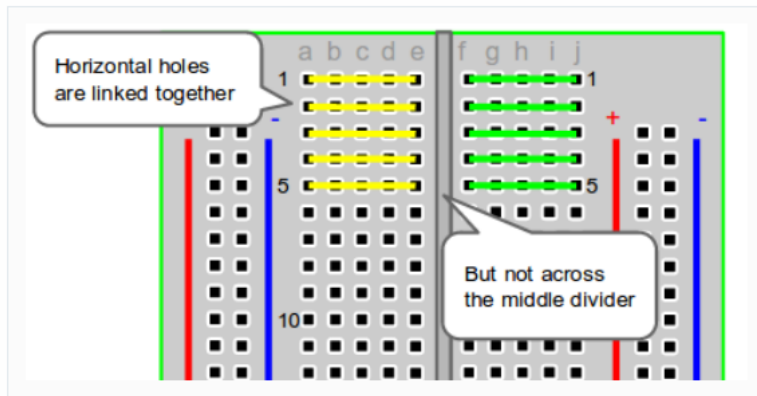 Horizontal holes
are linked together
a b c d e f g h i j
1 1
- + -
5 5
But not across
the middle divider
10